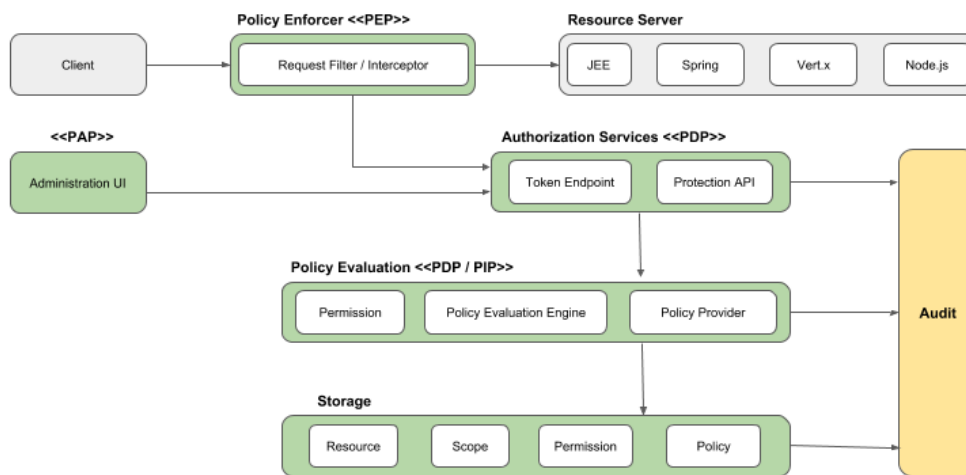 Policy Enforcer <<PEP>>
Resource Server
Client
Request Filter / Interceptor
JEE
Spring
Vert.x
Node.js
<<PAP>>
Authorization Services <<PDP>>
Administration UI
Token Endpoint
Protection API
Policy Evaluation <<PDP / PIP>>
Permission
Policy Evaluation Engine
Policy Provider
Audit
Storage
Resource
Scope
Permission
Policy